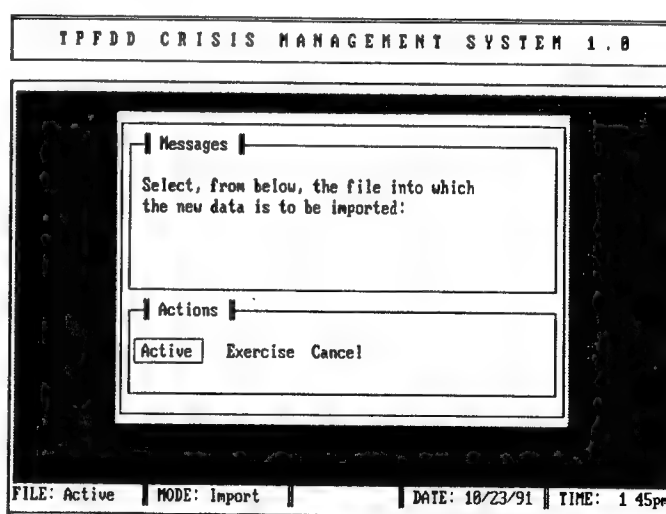 TPFDD CRISIS MANAGEMENT SYSTEM 1.0
Messages
Select, from below, the file into which
the new data is to be imported:
Actions
Active Exercise Cancel
FILE: Active MODE: Import DATE: 10/23/91 TIME: 1 45pm